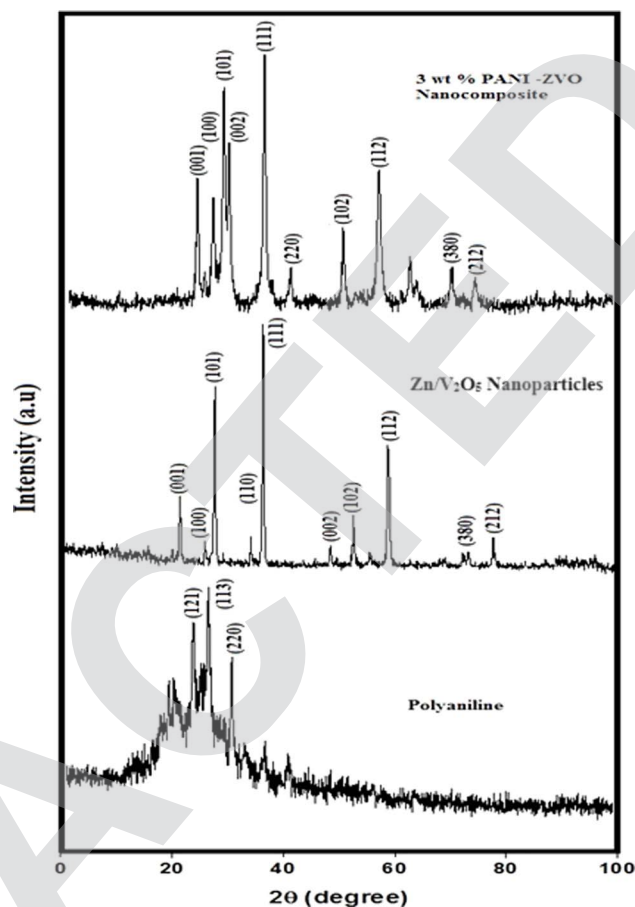 (111)
(101)
3 wt % PANI -ZVO
Nanocomposite
(100)
(002)
(001)
(112)
(102)
(220)
(380)
(212)
(111)
(101)
Zn/V₂O₅ Nanoparticles
(112)
(001)
(110)
(102)
(100)
(002)
(380)
(212)
(113)
(121)
(220)
Polyaniline
Intensity (a.u)
0 20 40 60 80 100
2θ (degree)
ACTED